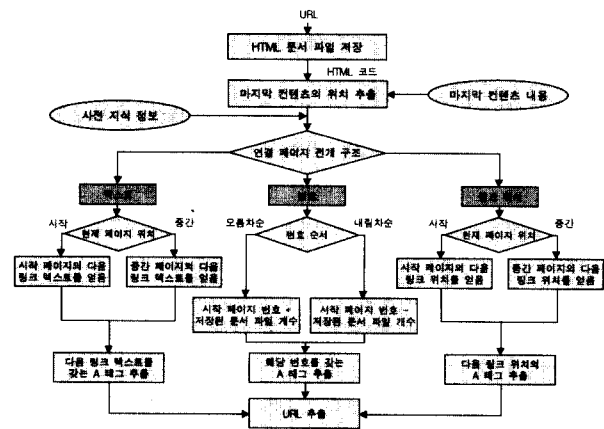 URL
HTML 문서 파일 저장
HTML 코드
마지막 컨텐츠의 위치 추출
마지막 컨텐츠 내용
사전 지식 정보
연결 페이지 전개 구조
시작
현재 페이지 위치
중간
오름차순
번호 순서
내림차순
시작
현재 페이지 위치
중간
시작 페이지의 다음
링크 텍스트를 얻음
중간 페이지의 다음
링크 텍스트를 얻음
시작 페이지 번호 +
저장된 문서 파일 개수
시작 페이지 번호 -
저장된 문서 파일 개수
시작 페이지의 다음
링크 위치를 얻음
중간 페이지의 다음
링크 위치를 얻음
다음 링크 텍스트를
갖는 A 태그 추출
해당 번호를 갖는
A 태그 추출
다음 링크 위치의
A 태그 추출
URL 추출